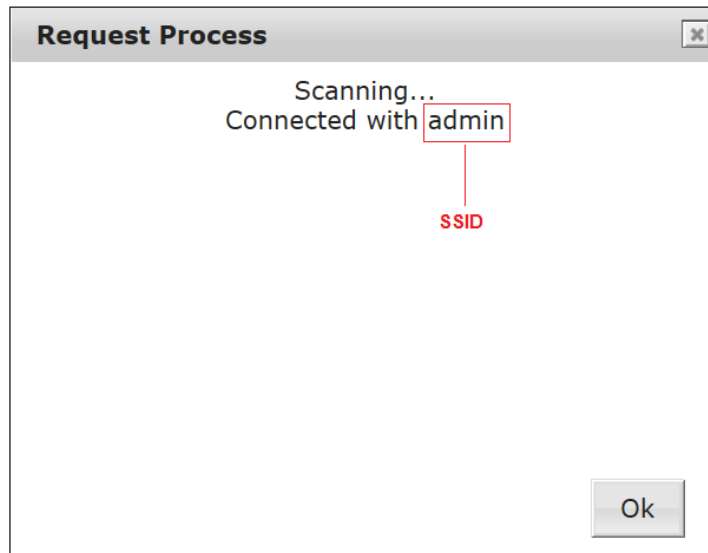 Request Process
Scanning...
Connected with admin
SSID
Ok